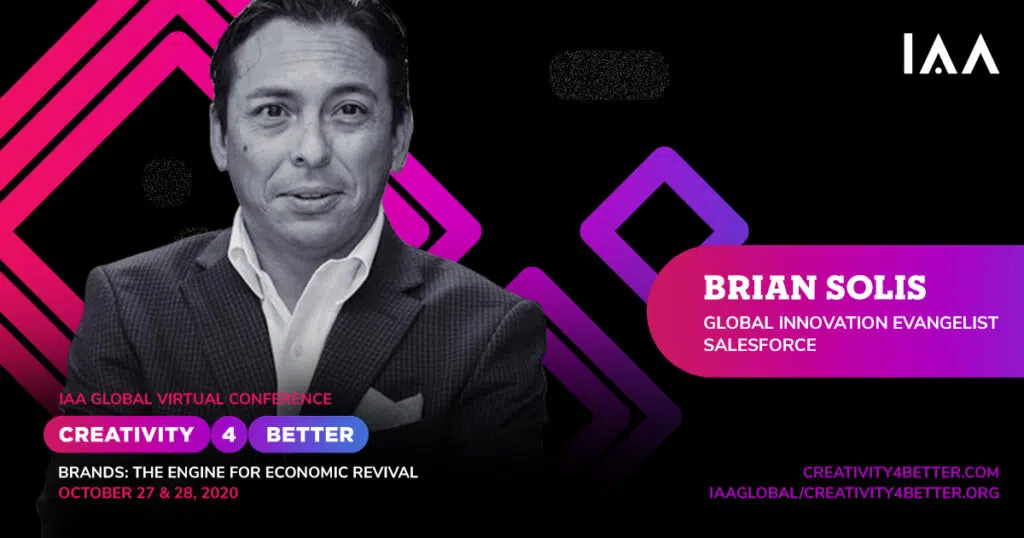 IAA
BRIAN SOLIS
GLOBAL INNOVATION EVANGELIST
SALESFORCE
IAA GLOBAL VIRTUAL CONFERENCE
CREATIVITY 4 BETTER
BRANDS: THE ENGINE FOR ECONOMIC REVIVAL
OCTOBER 27 & 28, 2020
CREATIVITY4BETTER.COM
IAAGLOBAL/CREATIVITY4BETTER.ORG